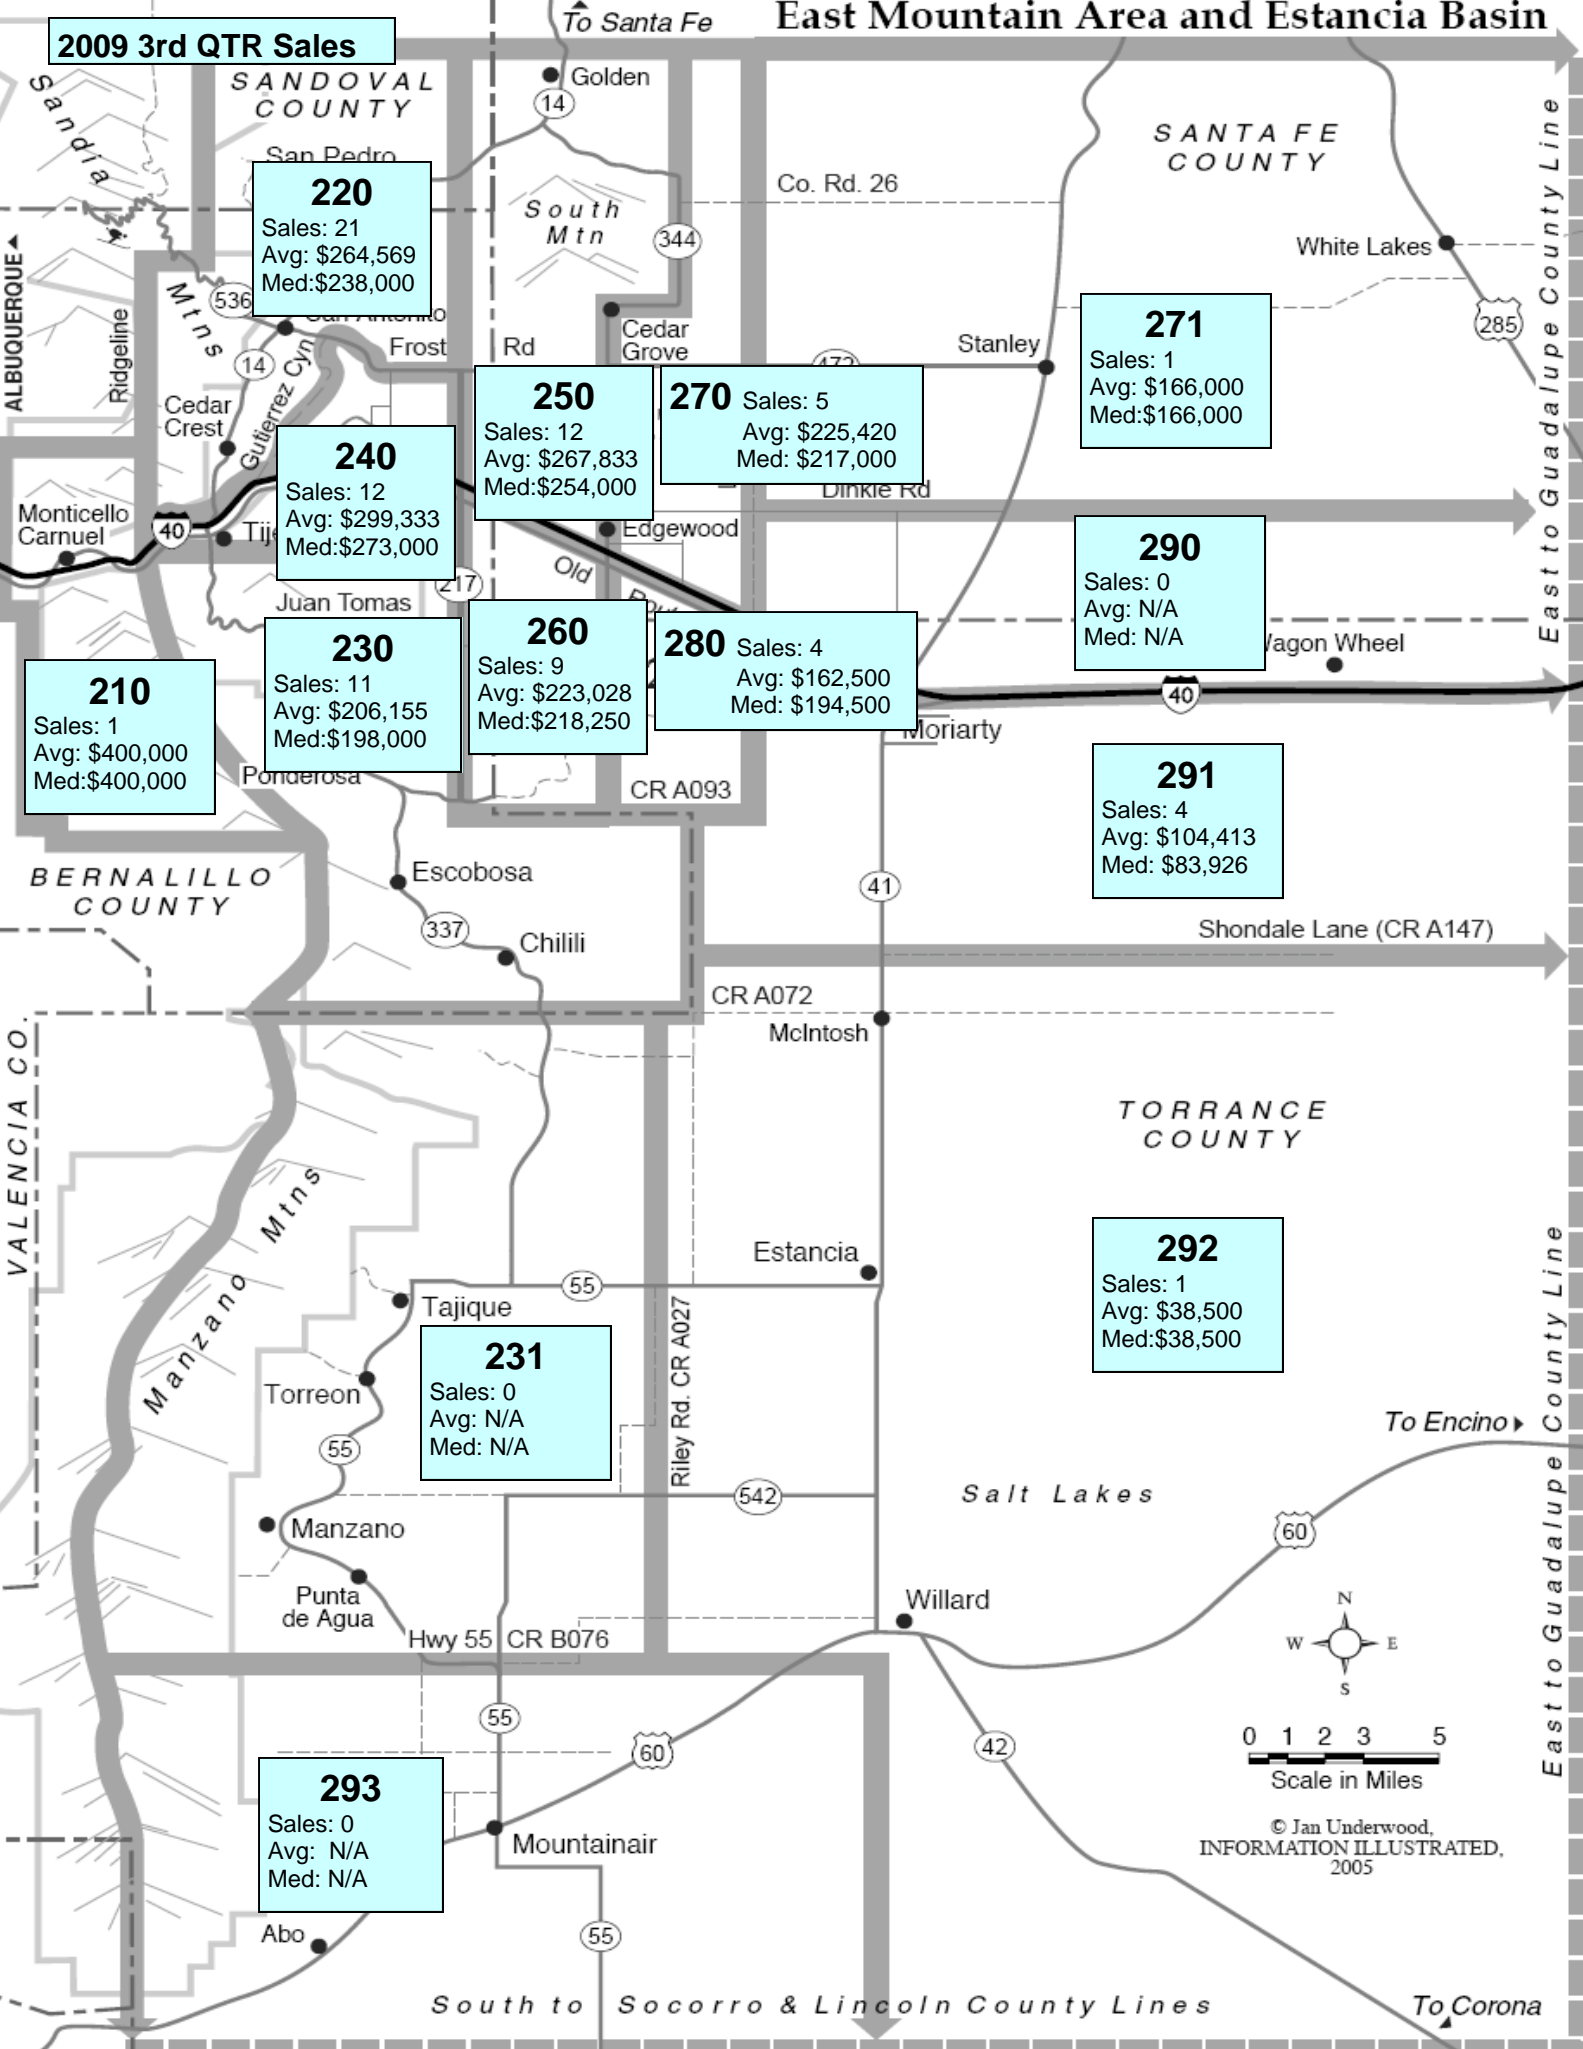 To Santa Fe
East Mountain Area and Estancia Basin
2009 3rd QTR Sales
SANDOVAL
COUNTY
Golden
14
Sandia
Mtns
San Pedro
220
Sales: 21
Avg: $264,569
Med:$238,000
South
Mtn
344
Co. Rd. 26
SANTA FE
COUNTY
White Lakes
285
East to Guadalupe County Line
ALBUQUERQUE
Ridgeline
536
San Antonito
14
Frost Rd
Cedar
Grove
472
Stanley
271
Sales: 1
Avg: $166,000
Med:$166,000
Cedar
Crest
Gutierrez Cyn
250
Sales: 12
Avg: $267,833
Med:$254,000
270 Sales: 5
Avg: $225,420
Med: $217,000
240
Sales: 12
Avg: $299,333
Med:$273,000
Dinkle Rd
Monticello
Carnuel
40
Tije
Edgewood
290
Sales: 0
Avg: N/A
Med: N/A
Old
217
Juan Tomas
Wagon Wheel
40
210
Sales: 1
Avg: $400,000
Med:$400,000
230
Sales: 11
Avg: $206,155
Med:$198,000
260
Sales: 9
Avg: $223,028
Med:$218,250
280 Sales: 4
Avg: $162,500
Med: $194,500
Moriarty
Ponderosa
CR A093
291
Sales: 4
Avg: $104,413
Med: $83,926
BERNALILLO
COUNTY
Escobosa
41
337
Chilili
Shondale Lane (CR A147)
CR A072
McIntosh
VALENCIA CO.
TORRANCE
COUNTY
Manzano Mtns
Estancia
292
Sales: 1
Avg: $38,500
Med:$38,500
East to Guadalupe County Line
55
Tajique
Riley Rd. CR A027
231
Sales: 0
Avg: N/A
Med: N/A
Torreon
55
To Encino
542
Salt Lakes
60
Manzano
Punta
de Agua
Willard
Hwy 55 CR B076
N
W E
S
55
60
42
0 1 2 3 5
Scale in Miles
293
Sales: 0
Avg: N/A
Med: N/A
Mountainair
© Jan Underwood,
INFORMATION ILLUSTRATED,
2005
Abo
55
South to Socorro & Lincoln County Lines
To Corona